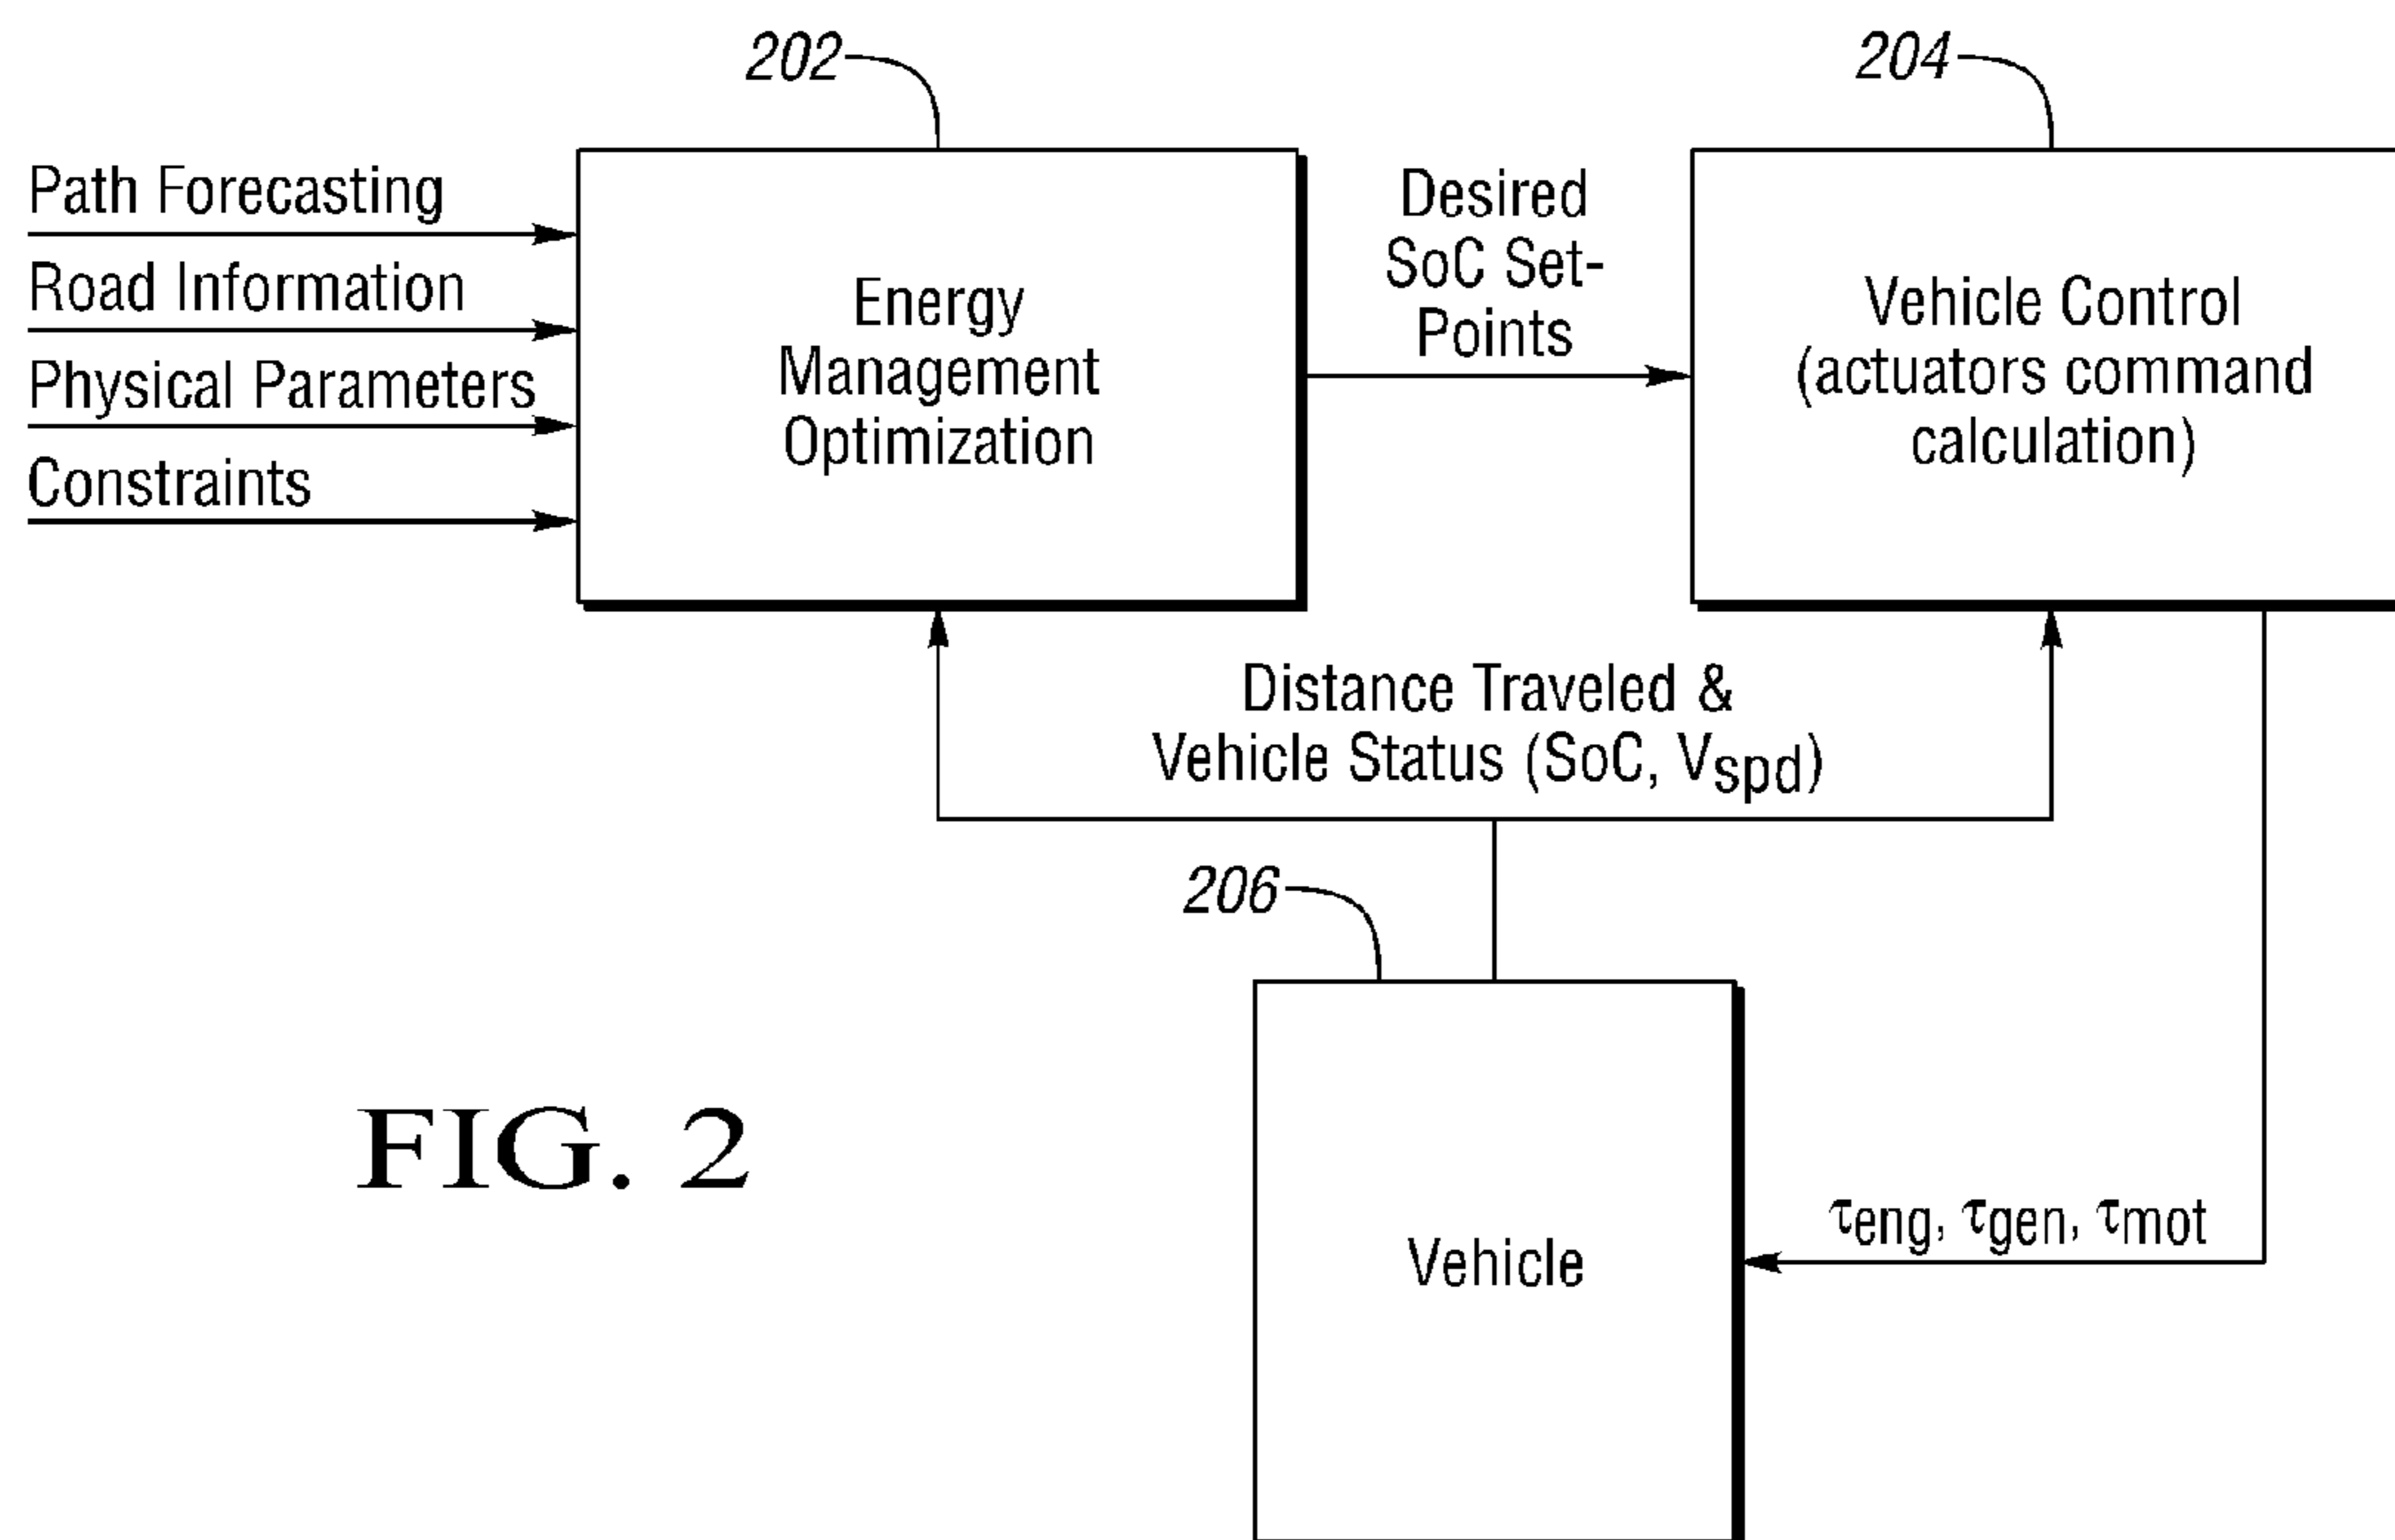 202
204
Path Forecasting
Road Information
Physical Parameters
Constraints
Energy
Management
Optimization
Desired
SoC Set-
Points
Vehicle Control
(actuators command
calculation)
Distance Traveled &
Vehicle Status (SoC, Vspd)
206
Vehicle
τeng, τgen, τmot
FIG. 2